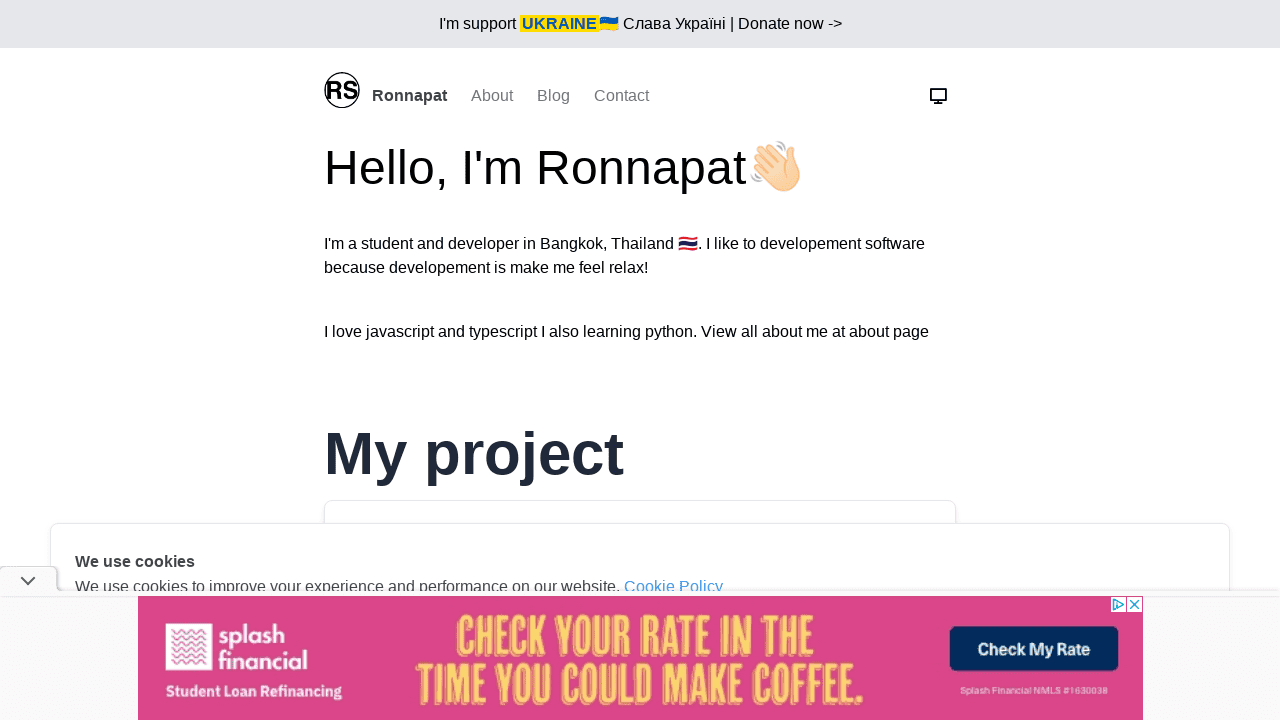 I'm support UKRAINE🇺🇦 Слава Україні | Donate now ->
RS Ronnapat About Blog Contact
Hello, I'm Ronnapat👋🏻
I'm a student and developer in Bangkok, Thailand 🇹🇭. I like to developement software
because developement is make me feel relax!
I love javascript and typescript I also learning python. View all about me at about page
My project
We use cookies
We use cookies to improve your experience and performance on our website. Cookie Policy
splash
financial
Student Loan Refinancing
CHECK YOUR RATE IN THE
TIME YOU COULD MAKE COFFEE.
Check My Rate
Splash Financial NMLS #1630038